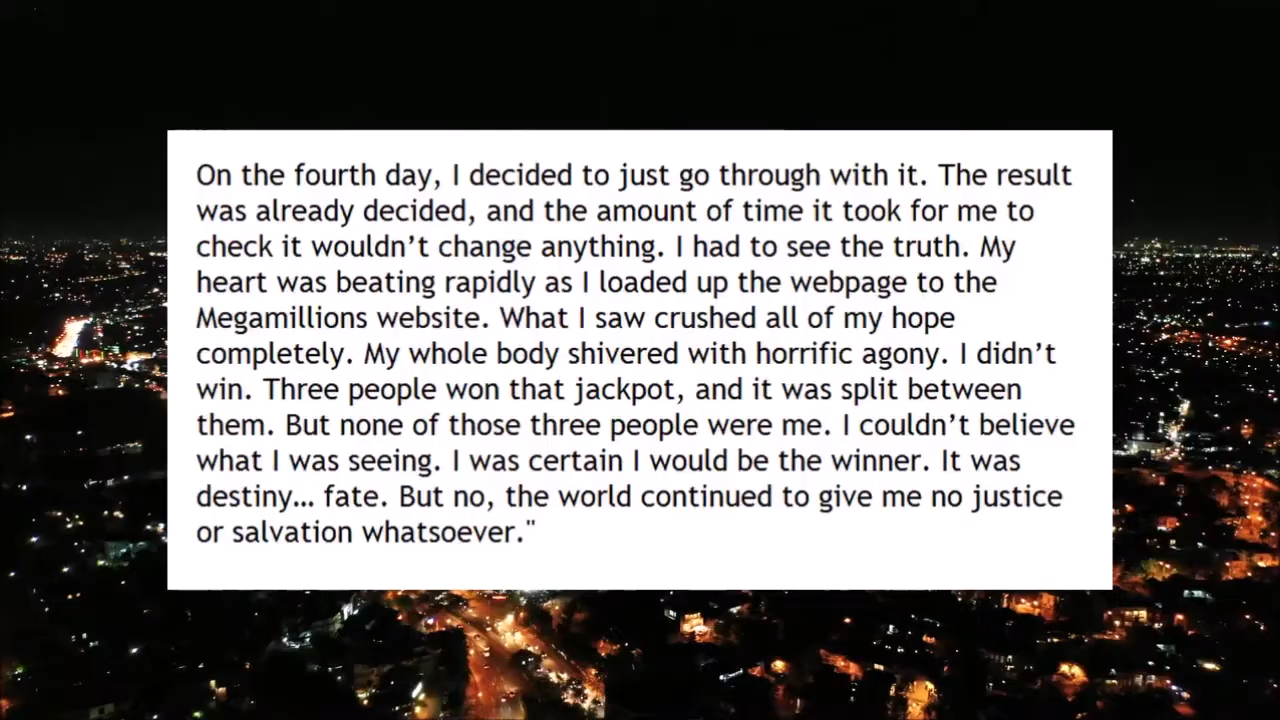 On the fourth day, I decided to just go through with it. The result
was already decided, and the amount of time it took for me to
check it wouldn’t change anything. I had to see the truth. My
heart was beating rapidly as I loaded up the webpage to the
Megamillions website. What I saw crushed all of my hope
completely. My whole body shivered with horrific agony. I didn’t
win. Three people won that jackpot, and it was split between
them. But none of those three people were me. I couldn’t believe
what I was seeing. I was certain I would be the winner. It was
destiny… fate. But no, the world continued to give me no justice
or salvation whatsoever."